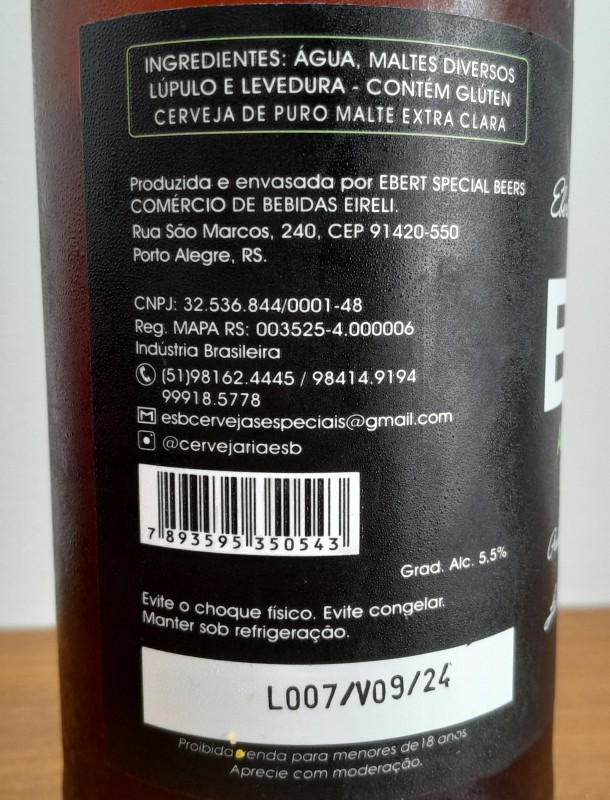 INGREDIENTES: ÁGUA, MALTES DIVERSOS
LÚPULO E LEVEDURA - CONTÉM GLÚTEN
CERVEJA DE PURO MALTE EXTRA CLARA
Produzida e envasada por EBERT SPECIAL BEERS
COMÉRCIO DE BEBIDAS EIRELI.
Rua São Marcos, 240, CEP 91420-550
Porto Alegre, RS.
CNPJ: 32.536.844/0001-48
Reg. MAPA RS: 003525-4.000006
Indústria Brasileira
(51)98162.4445 / 98414.9194
99918.5778
esbcervejasespeciais@gmail.com
@cervejariaesb
7 893595 350543
Grad. Alc. 5,5%
Evite o choque físico. Evite congelar.
Manter sob refrigeração.
L007/V09/24
Proibida venda para menores de 18 anos
Aprecie com moderação.